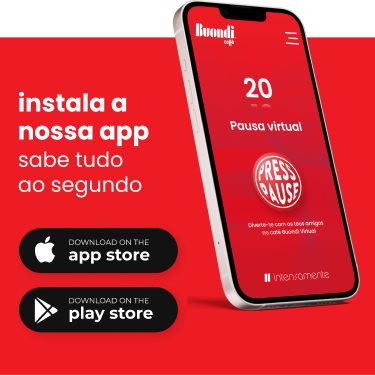 Buondi
caffè
20
Pausa virtual
PRESS
PAUSE
Diverte-te com os teus amigos
no café Buondi Virtual
intensamente
instala a
nossa app
sabe tudo
ao segundo
DOWNLOAD ON THE
app store
DOWNLOAD ON THE
play store